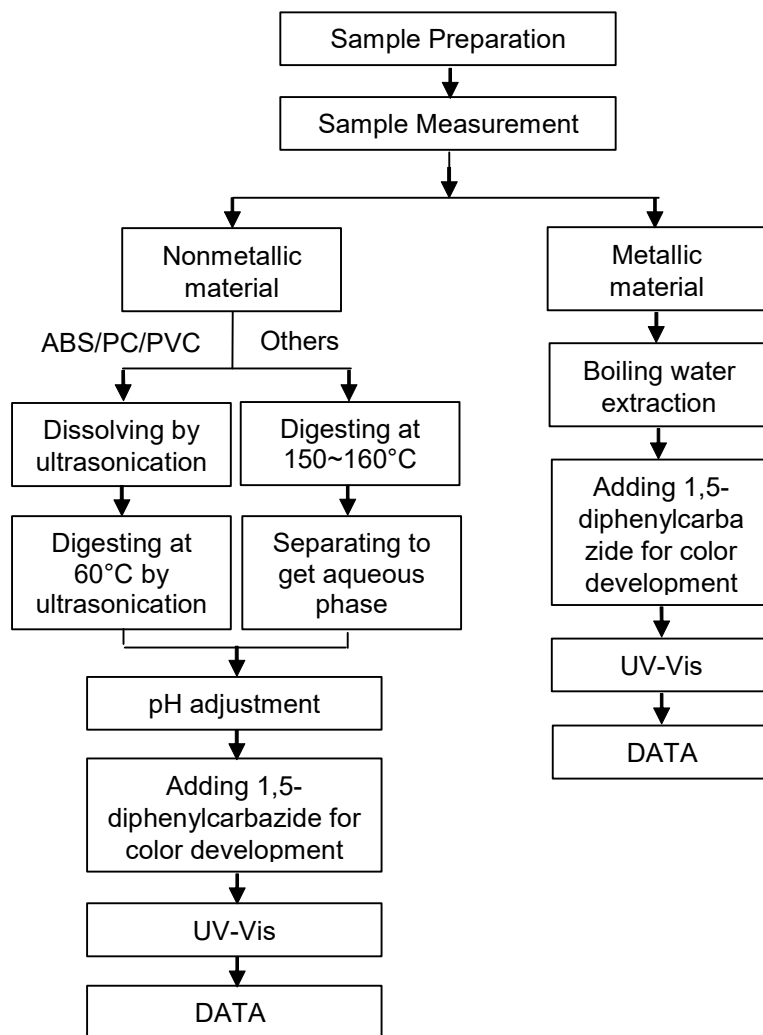 Sample Preparation
Sample Measurement
Nonmetallic
material
Metallic
material
ABS/PC/PVC
Others
Boiling water
extraction
Dissolving by
ultrasonication
Digesting at
150~160°C
Adding 1,5-
diphenylcarba
zide for color
development
Digesting at
60°C by
ultrasonication
Separating to
get aqueous
phase
UV-Vis
pH adjustment
DATA
Adding 1,5-
diphenylcarbazide for
color development
UV-Vis
DATA